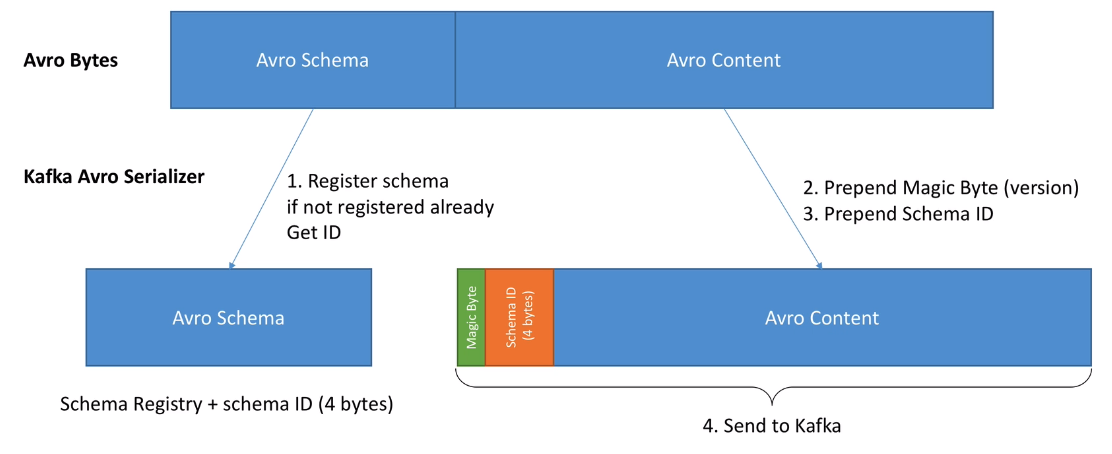 Avro Bytes
Avro Schema
Avro Content
Kafka Avro Serializer
1. Register schema
if not registered already
Get ID
2. Prepend Magic Byte (version)
3. Prepend Schema ID
Avro Schema
Magic Byte
Schema ID
(4 bytes)
Avro Content
Schema Registry + schema ID (4 bytes)
4. Send to Kafka